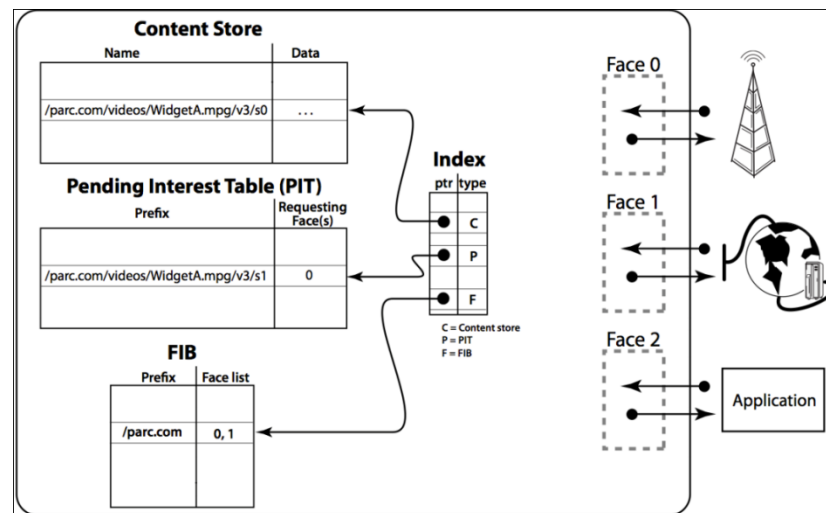 Content Store
Name Data
/parc.com/videos/WidgetA.mpg/v3/s0 ...
Pending Interest Table (PIT)
Prefix Requesting Face(s)
/parc.com/videos/WidgetA.mpg/v3/s1 0
FIB
Prefix Face list
/parc.com 0, 1
Index
ptr type
C
P
F
C = Content store
P = PIT
F = FIB
Face 0
Face 1
Face 2
Application